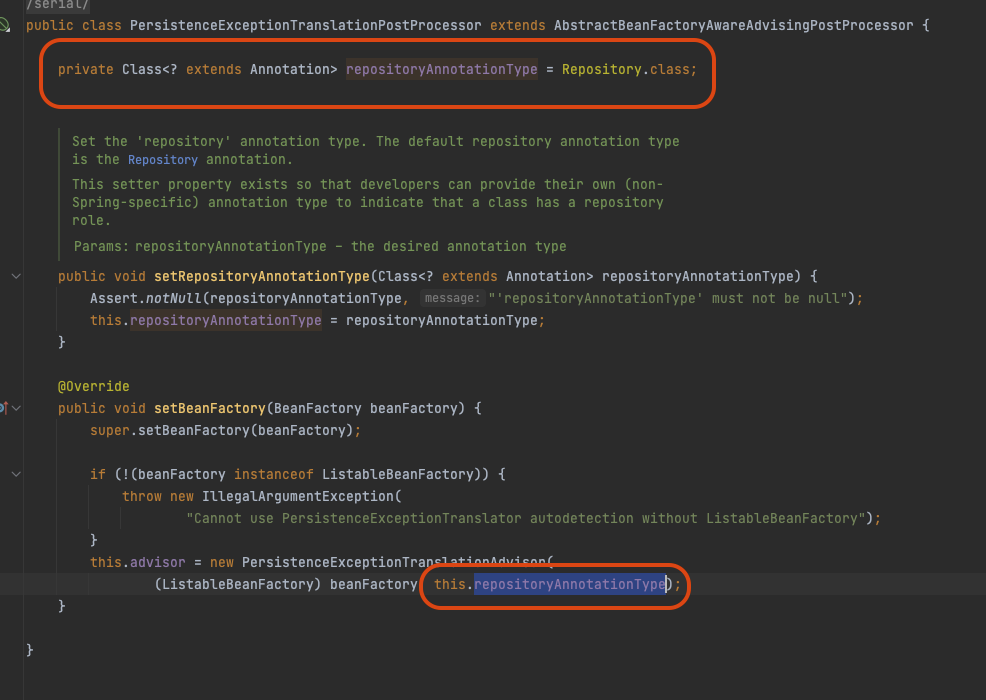 /serial/
public class PersistenceExceptionTranslationPostProcessor extends AbstractBeanFactoryAwareAdvisingPostProcessor {
private Class<? extends Annotation> repositoryAnnotationType = Repository.class;
Set the 'repository' annotation type. The default repository annotation type
is the Repository annotation.
This setter property exists so that developers can provide their own (non-
Spring-specific) annotation type to indicate that a class has a repository
role.
Params: repositoryAnnotationType – the desired annotation type
public void setRepositoryAnnotationType(Class<? extends Annotation> repositoryAnnotationType) {
Assert.notNull(repositoryAnnotationType, message: "'repositoryAnnotationType' must not be null");
this.repositoryAnnotationType = repositoryAnnotationType;
}
@Override
public void setBeanFactory(BeanFactory beanFactory) {
super.setBeanFactory(beanFactory);
if (!(beanFactory instanceof ListableBeanFactory)) {
throw new IllegalArgumentException(
"Cannot use PersistenceExceptionTranslator autodetection without ListableBeanFactory");
}
this.advisor = new PersistenceExceptionTranslationAdvisor(
(ListableBeanFactory) beanFactory this.repositoryAnnotationType);
}
}